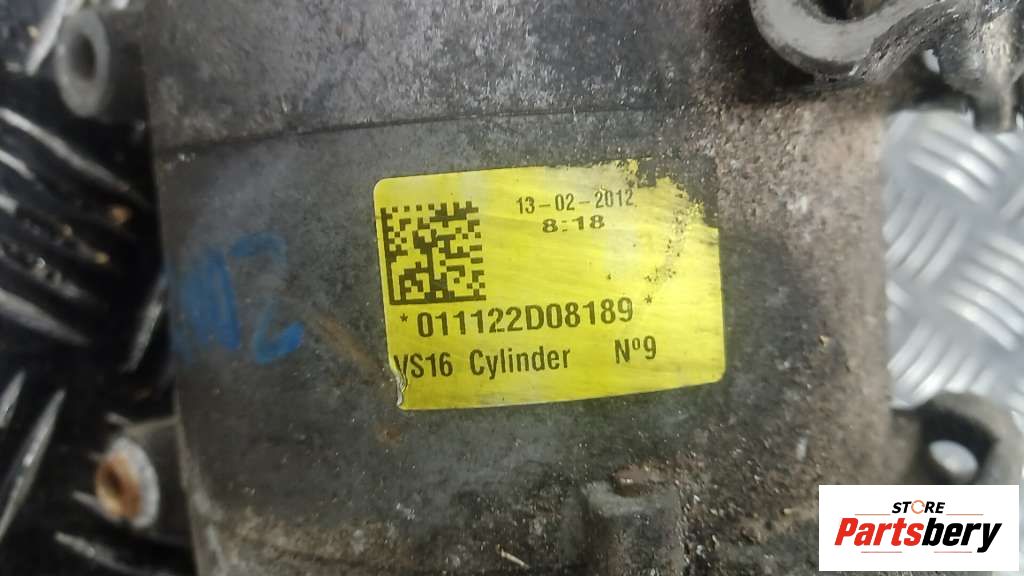 13-02-2012
8:18
*011122D08189*
VS16 Cylinder Nº9
STORE
Partsbery